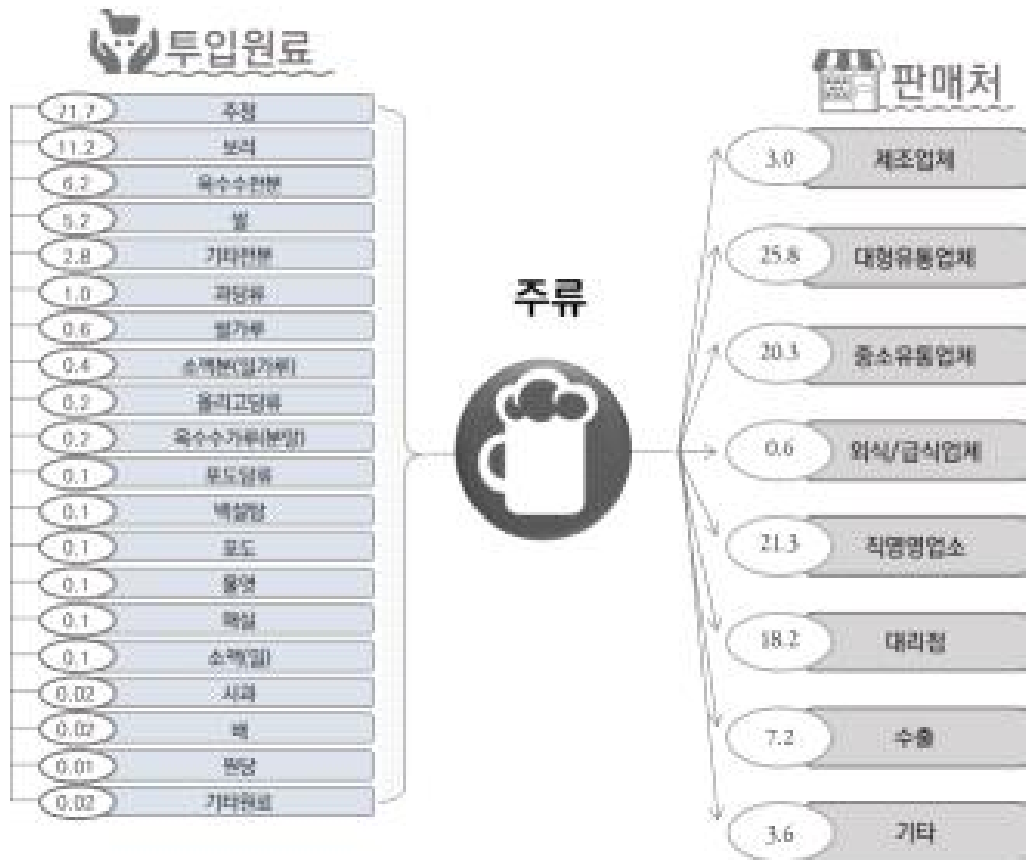 투입원료
71.7 주정
11.2 보리
6.2 옥수수전분
5.2 쌀
2.8 기타전분
1.0 과당류
0.6 쌀가루
0.4 소맥분(밀가루)
0.2 올리고당류
0.2 옥수수가루(분말)
0.1 포도당류
0.1 백설탕
0.1 포도
0.1 물엿
0.1 매실
0.1 소맥(밀)
0.02 사과
0.02 배
0.01 원당
0.02 기타원료
주류
판매처
3.0 제조업체
25.8 대형유통업체
20.3 중소유통업체
0.6 외식/급식업체
21.3 직영영업소
18.2 대리점
7.2 수출
3.6 기타